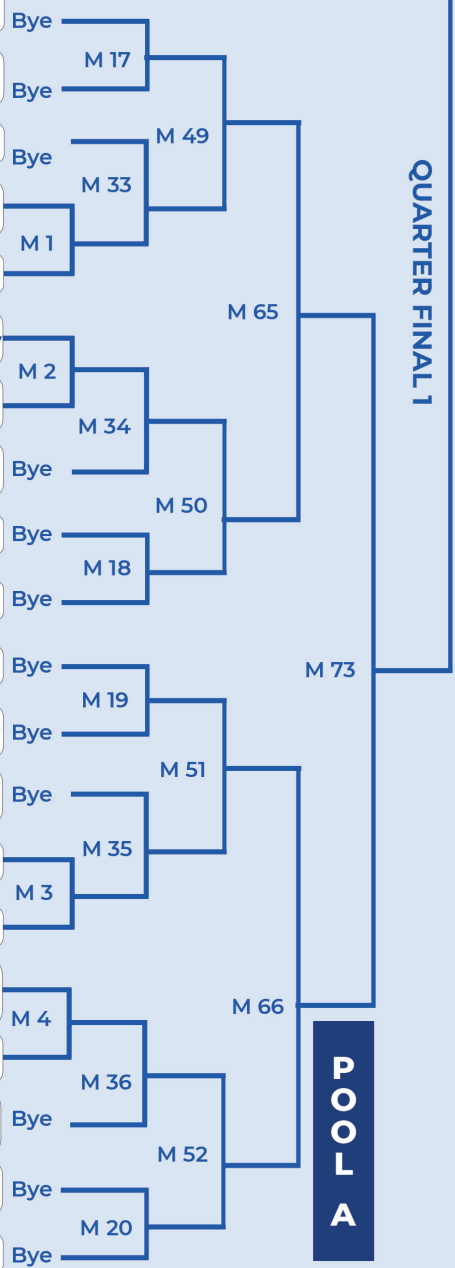 Bye
M 17
Bye
M 49
Bye
M 33
M 1
M 65
M 2
M 34
Bye
M 50
Bye
M 18
Bye
QUARTER FINAL 1
Bye
M 19
Bye
M 73
M 51
Bye
M 35
M 3
M 66
M 4
M 36
Bye
M 52
Bye
M 20
Bye
POOL A